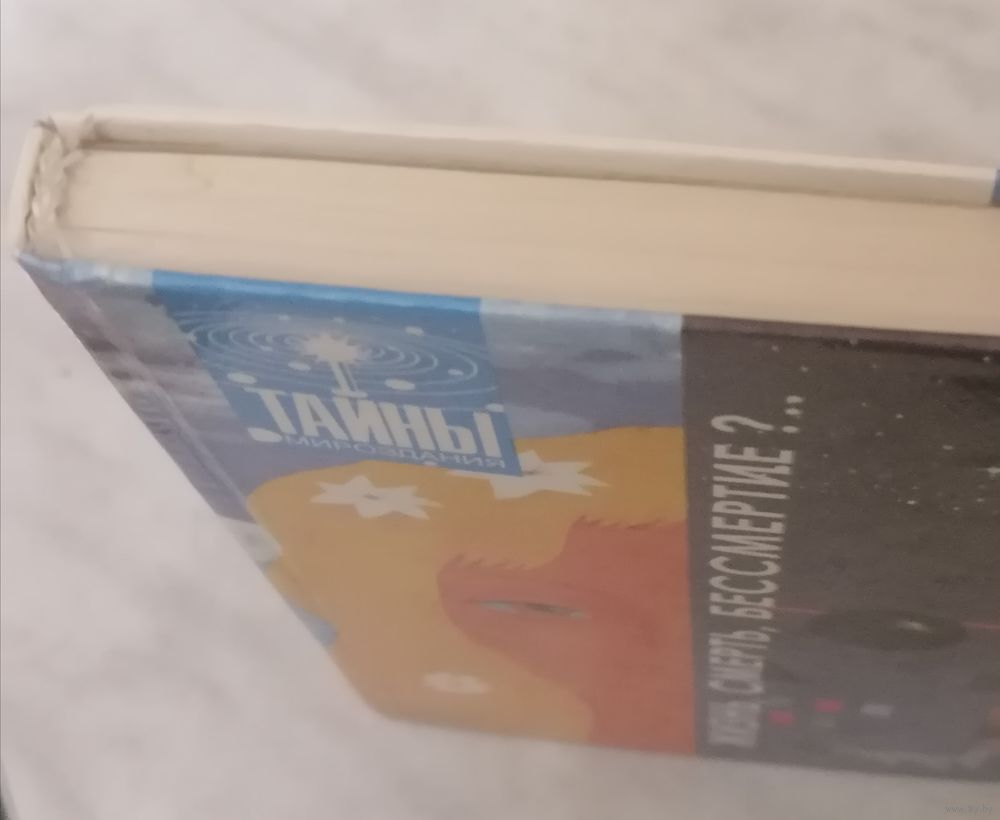 ТАЙНЫ
МИРОЗДАНИЯ
ЖИЗНЬ, СМЕРТЬ, БЕССМЕРТИЕ ?...